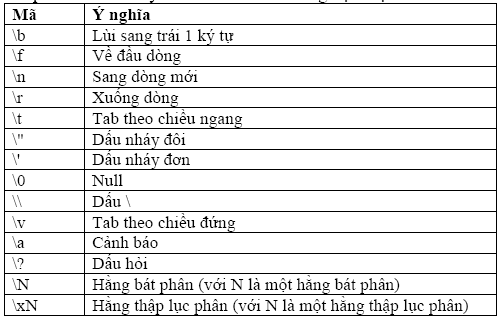 Mã Ý nghĩa
\b Lùi sang trái 1 ký tự
\f Về đầu dòng
\n Sang dòng mới
\r Xuống dòng
\t Tab theo chiều ngang
\" Dấu nháy đôi
\' Dấu nháy đơn
\0 Null
\\ Dấu \
\v Tab theo chiều đứng
\a Cảnh báo
\? Dấu hỏi
\N Hằng bát phân (với N là một hằng bát phân)
\xN Hằng thập lục phân (với N là một hằng thập lục phân)